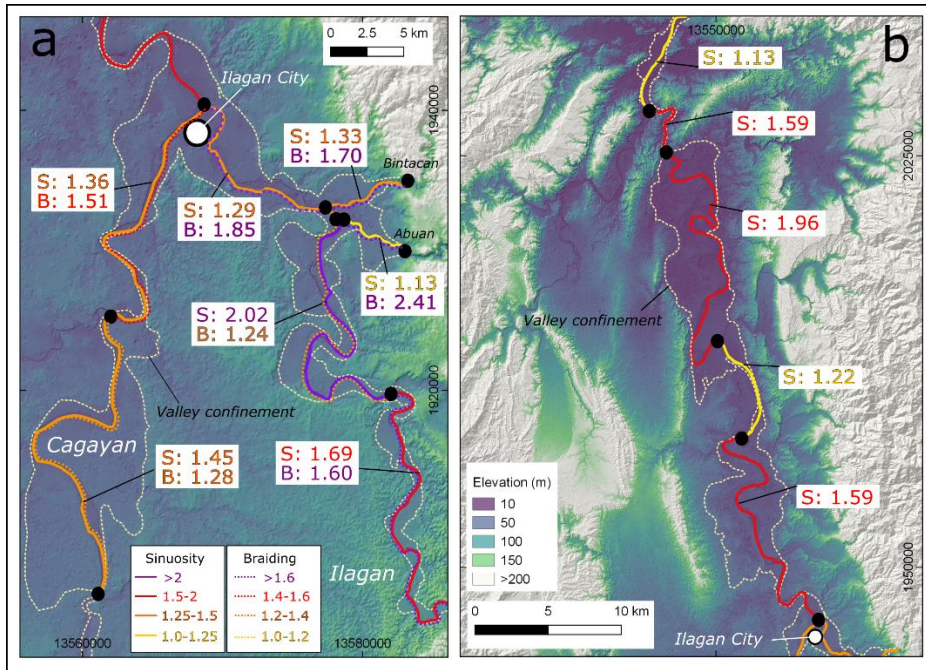 a
0 2.5 5 km
Ilagan City
1940000
S: 1.33
B: 1.70
Bintacan
S: 1.36
B: 1.51
S: 1.29
B: 1.85
Abuan
S: 1.13
B: 2.41
S: 2.02
B: 1.24
Valley confinement
1920000
Cagayan
S: 1.45
B: 1.28
S: 1.69
B: 1.60
Sinuosity
>2
1.5-2
1.25-1.5
1.0-1.25
Braiding
>1.6
1.4-1.6
1.2-1.4
1.0-1.2
Ilagan
13560000
13580000
b
13550000
S: 1.13
S: 1.59
2025000
S: 1.96
Valley confinement
S: 1.22
S: 1.59
Elevation (m)
10
50
100
150
>200
0 5 10 km
1950000
Ilagan City